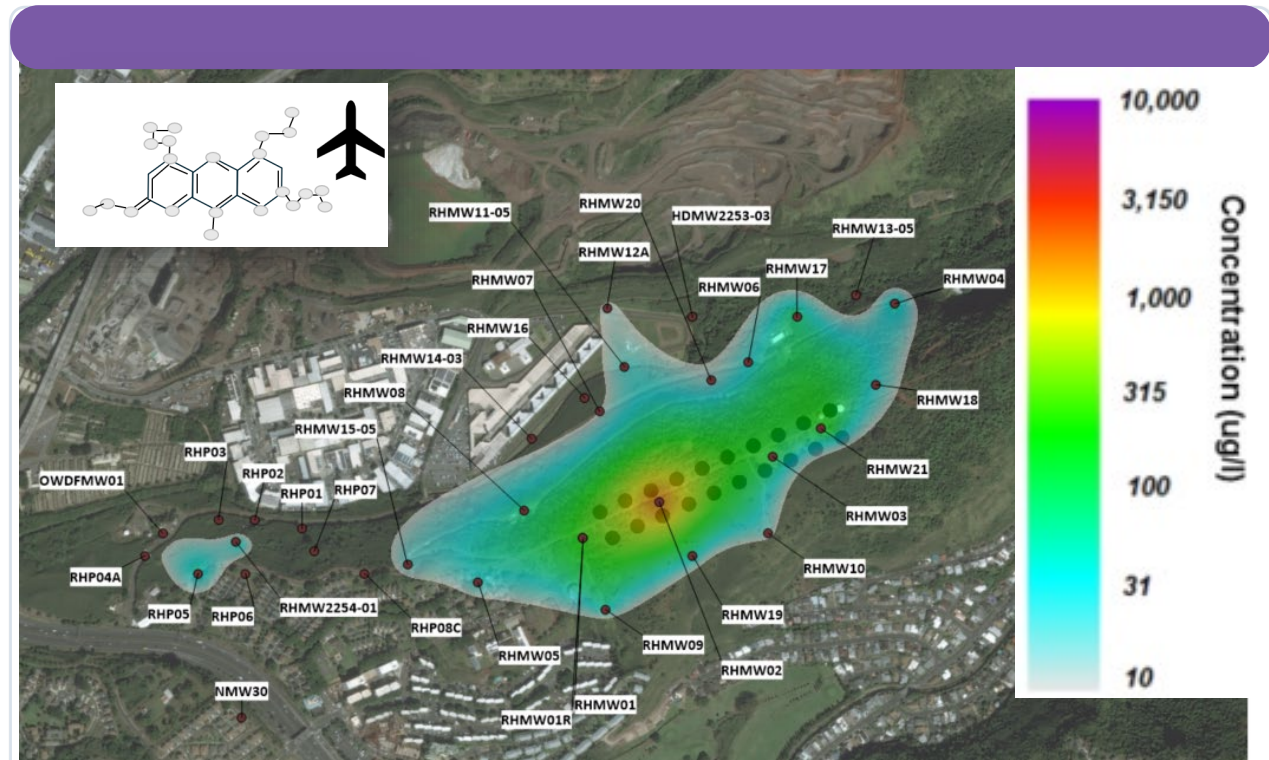 10,000
3,150
1,000
315
100
31
10
Concentration (ug/l)
RHMW20
RHMW11-05
HDMW2253-03
RHMW13-05
RHMW12A
RHMW17
RHMW07
RHMW04
RHMW06
RHMW16
RHMW14-03
RHMW08
RHMW18
RHMW15-05
RHP03
RHMW21
RHP02
OWDFMW01
RHP07
RHP01
RHMW03
RHMW10
RHP04A
RHMW2254-01
RHP05
RHMW19
RHP06
RHP08C
RHMW09
RHMW05
RHMW02
NMW30
RHMW01
RHMW01R